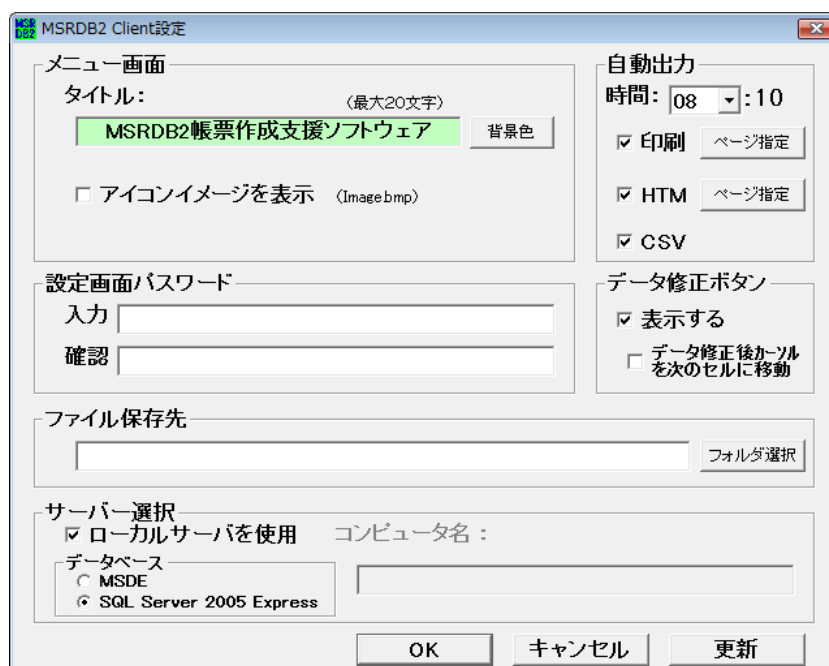 MSRDB2 Client設定
メニュー画面
タイトル:
(最大20文字)
MSRDB2帳票作成支援ソフトウェア
背景色
アイコンイメージを表示 (Image.bmp)
自動出力
時間: 08 :10
印刷 ページ指定
HTM ページ指定
CSV
設定画面パスワード
入力
確認
データ修正ボタン
表示する
データ修正後カーソル
を次のセルに移動
ファイル保存先
フォルダ選択
サーバー選択
ローカルサーバを使用
コンピュータ名:
データベース
MSDE
SQL Server 2005 Express
OK キャンセル 更新